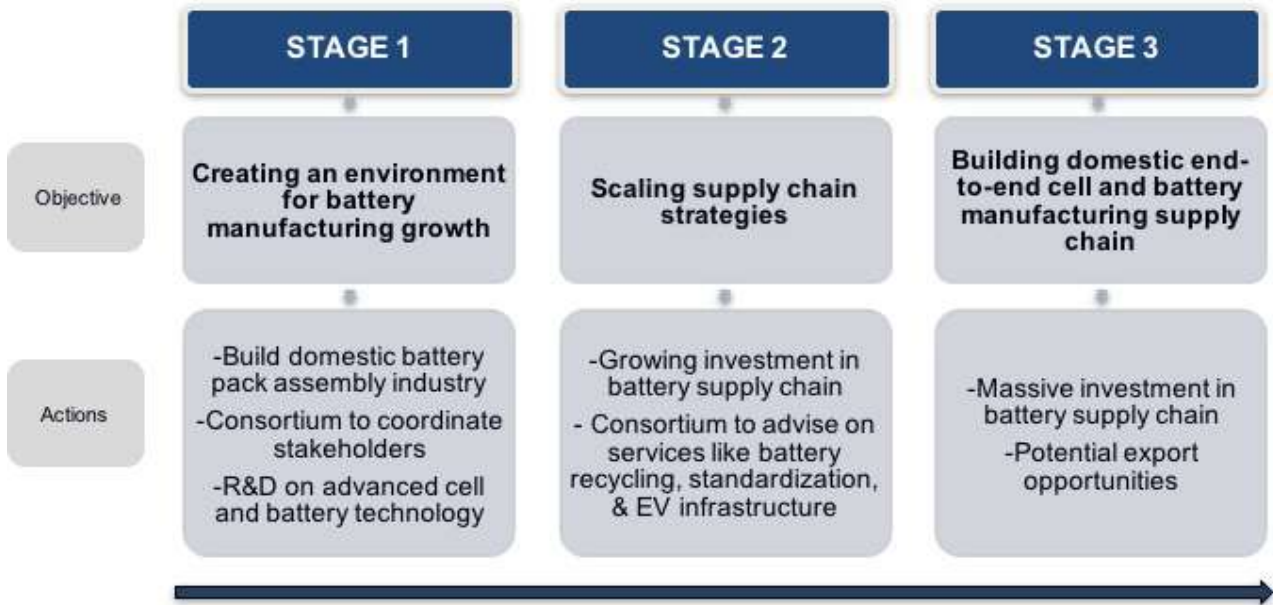 STAGE 1
STAGE 2
STAGE 3
Objective
Creating an environment
for battery
manufacturing growth
Scaling supply chain
strategies
Building domestic end-
to-end cell and battery
manufacturing supply
chain
Actions
-Build domestic battery
pack assembly industry
-Consortium to coordinate
stakeholders
-R&D on advanced cell
and battery technology
-Growing investment in
battery supply chain
- Consortium to advise on
services like battery
recycling, standardization,
& EV infrastructure
-Massive investment in
battery supply chain
-Potential export
opportunities